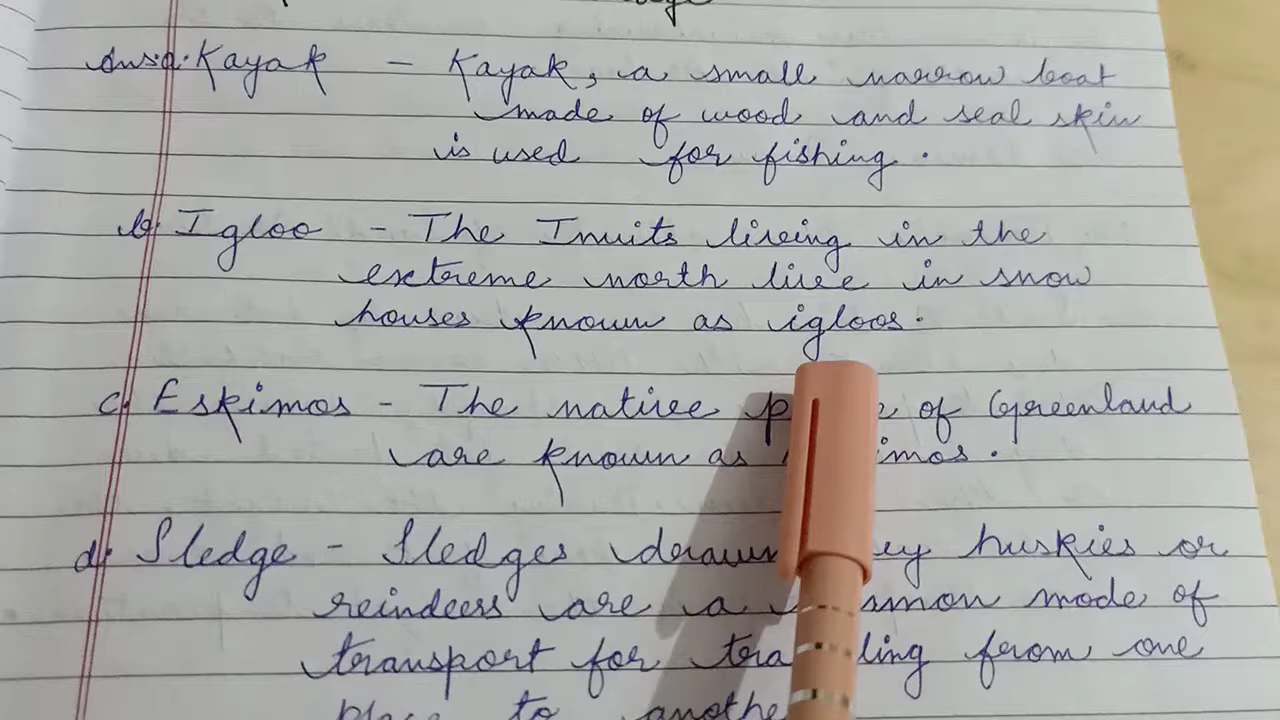 Ans:a. Kayak - Kayak, a small narrow boat
made of wood and seal skin
is used for fishing.
b) Igloo - The Inuits living in the
extreme north live in snow
houses known as igloos.
c) Eskimos - The native of Greenland
are known as
d) Sledge - Sledges drawn huskies or
reindeers are a mode of
transport for from one
place to